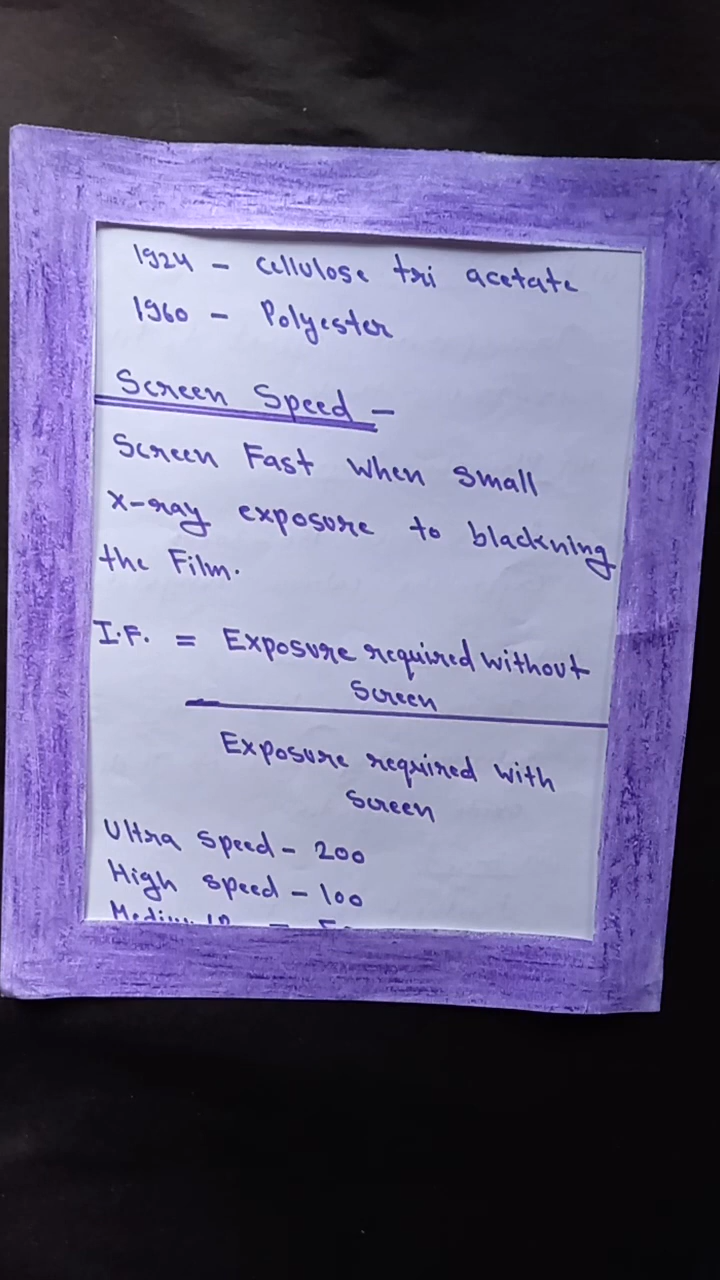 1924 - Cellulose tri acetate
1960 - Polyester
Screen Speed -
Screen Fast when small
x-ray exposure to blackning
the Film.
I.F. = Exposure required without
Screen
Exposure required with
Screen
Ultra Speed - 200
High speed - 100